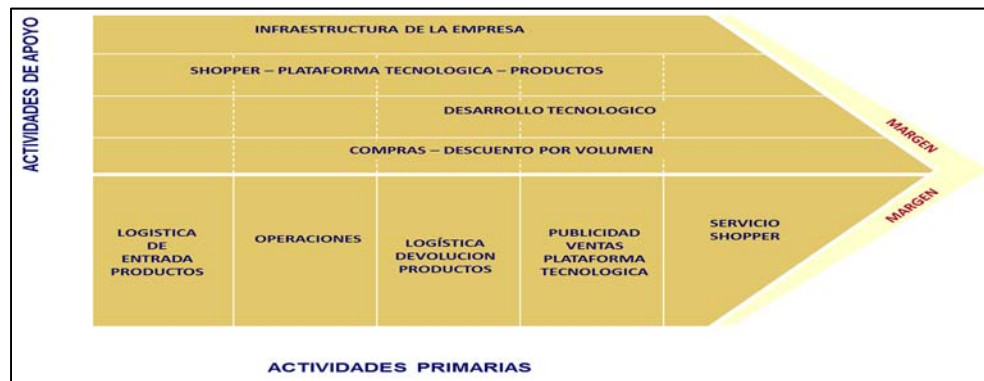 ACTIVIDADES DE APOYO
INFRAESTRUCTURA DE LA EMPRESA
SHOPPER – PLATAFORMA TECNOLOGICA – PRODUCTOS
DESARROLLO TECNOLOGICO
COMPRAS – DESCUENTO POR VOLUMEN
MARGEN
MARGEN
LOGISTICA
DE
ENTRADA
PRODUCTOS
OPERACIONES
LOGÍSTICA
DEVOLUCION
PRODUCTOS
PUBLICIDAD
VENTAS
PLATAFORMA
TECNOLOGICA
SERVICIO
SHOPPER
ACTIVIDADES PRIMARIAS